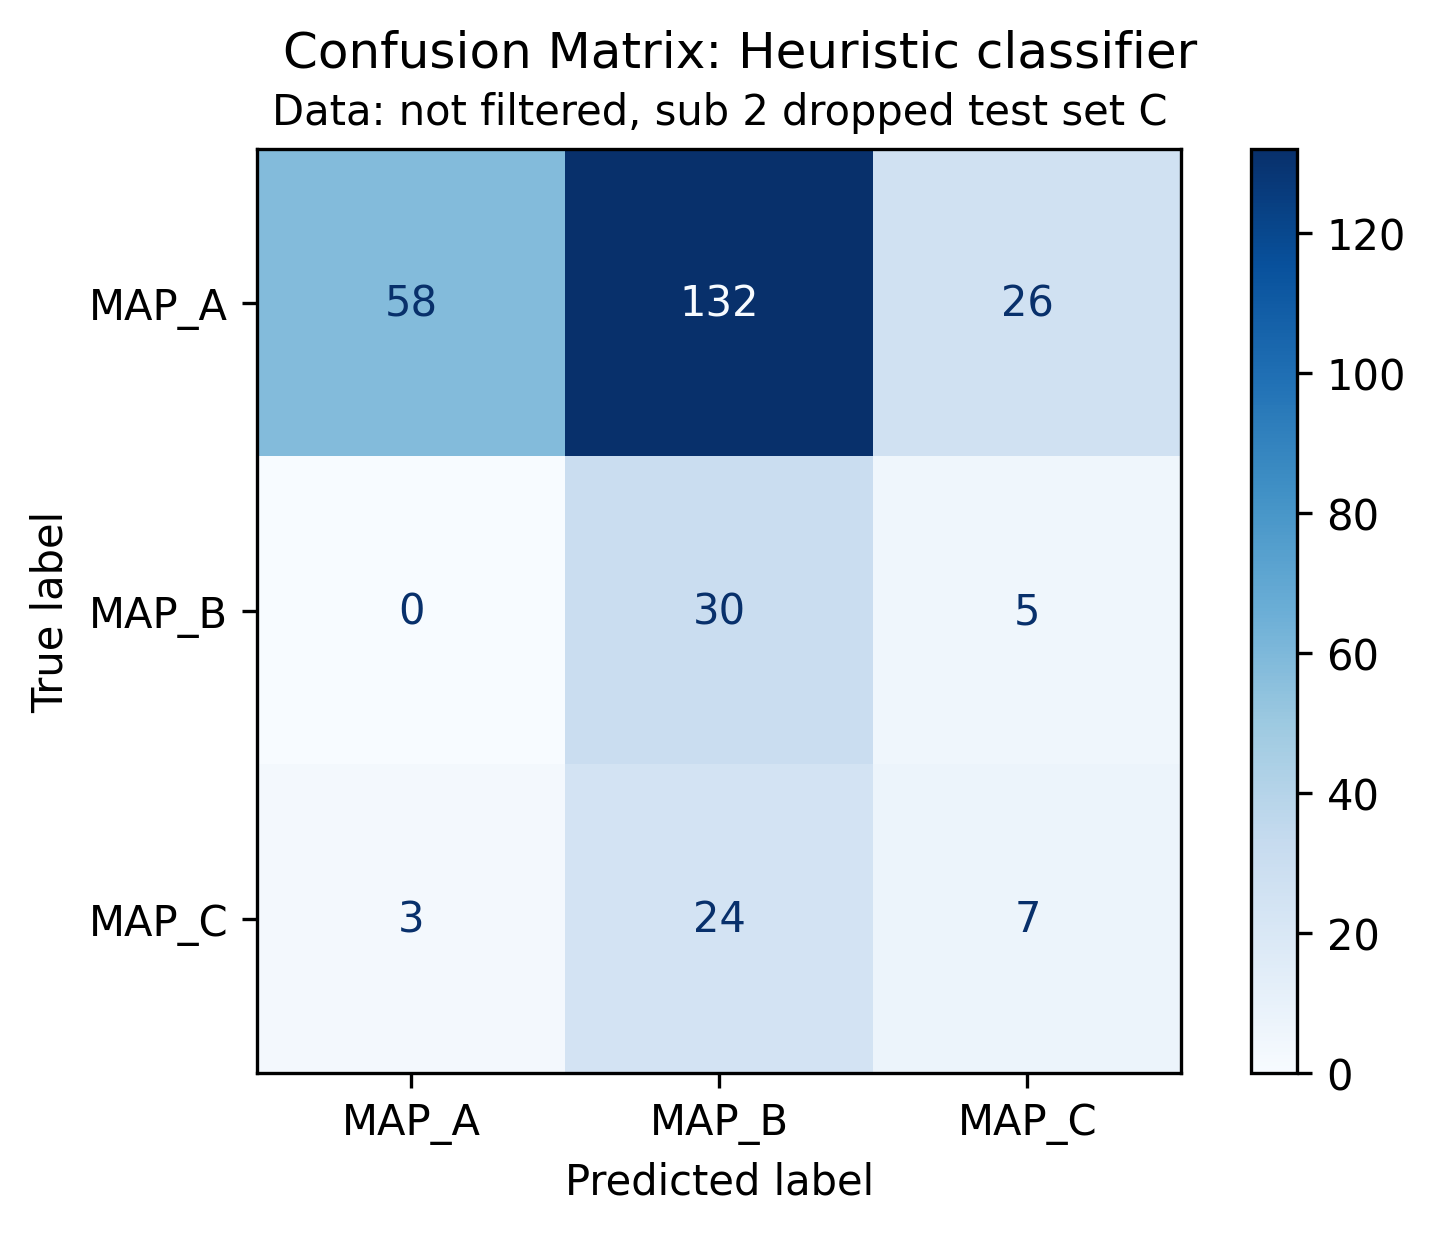 Confusion Matrix: Heuristic classifier
Data: not filtered, sub 2 dropped test set C
True label
MAP_A
58
132
26
MAP_B
0
30
5
MAP_C
3
24
7
MAP_A
MAP_B
MAP_C
Predicted label
120
100
80
60
40
20
0